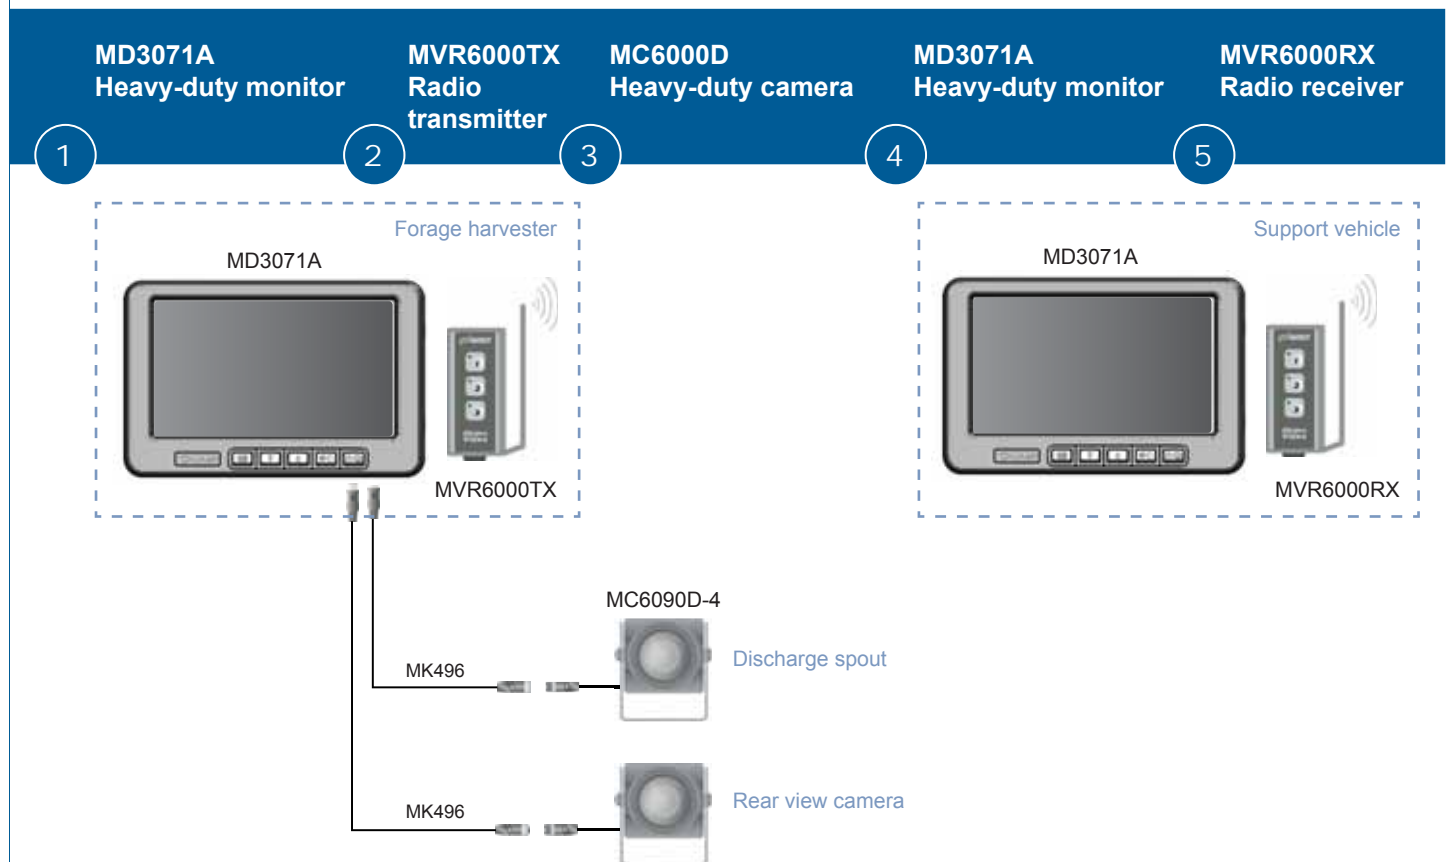 MD3071A
Heavy-duty monitor
MVR6000TX
Radio
transmitter
MC6000D
Heavy-duty camera
MD3071A
Heavy-duty monitor
MVR6000RX
Radio receiver
1
2
3
4
5
Forage harvester
MD3071A
MVR6000TX
Support vehicle
MD3071A
MVR6000RX
MC6090D-4
Discharge spout
MK496
Rear view camera
MK496